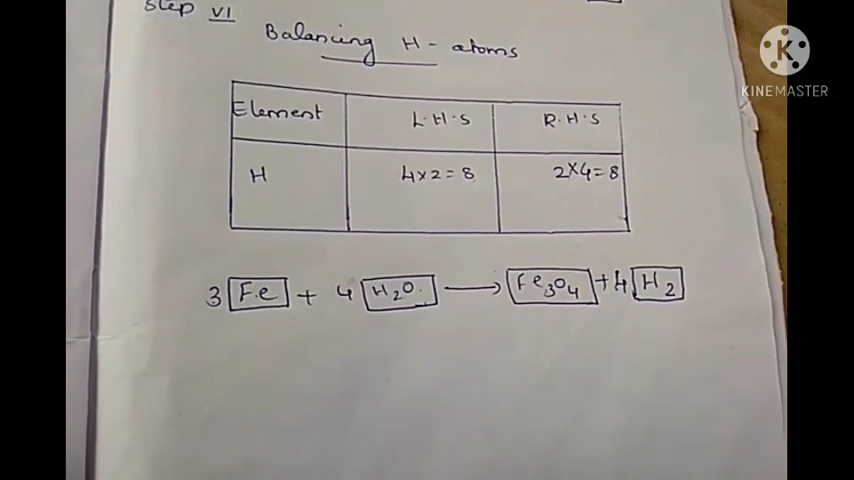 Step VI
Balancing H - atoms
KINEMASTER
Element L.H.S R.H.S
H 4×2=8 2×4=8
3 Fe + 4 H₂O. → Fe₃O₄ + 4 H₂